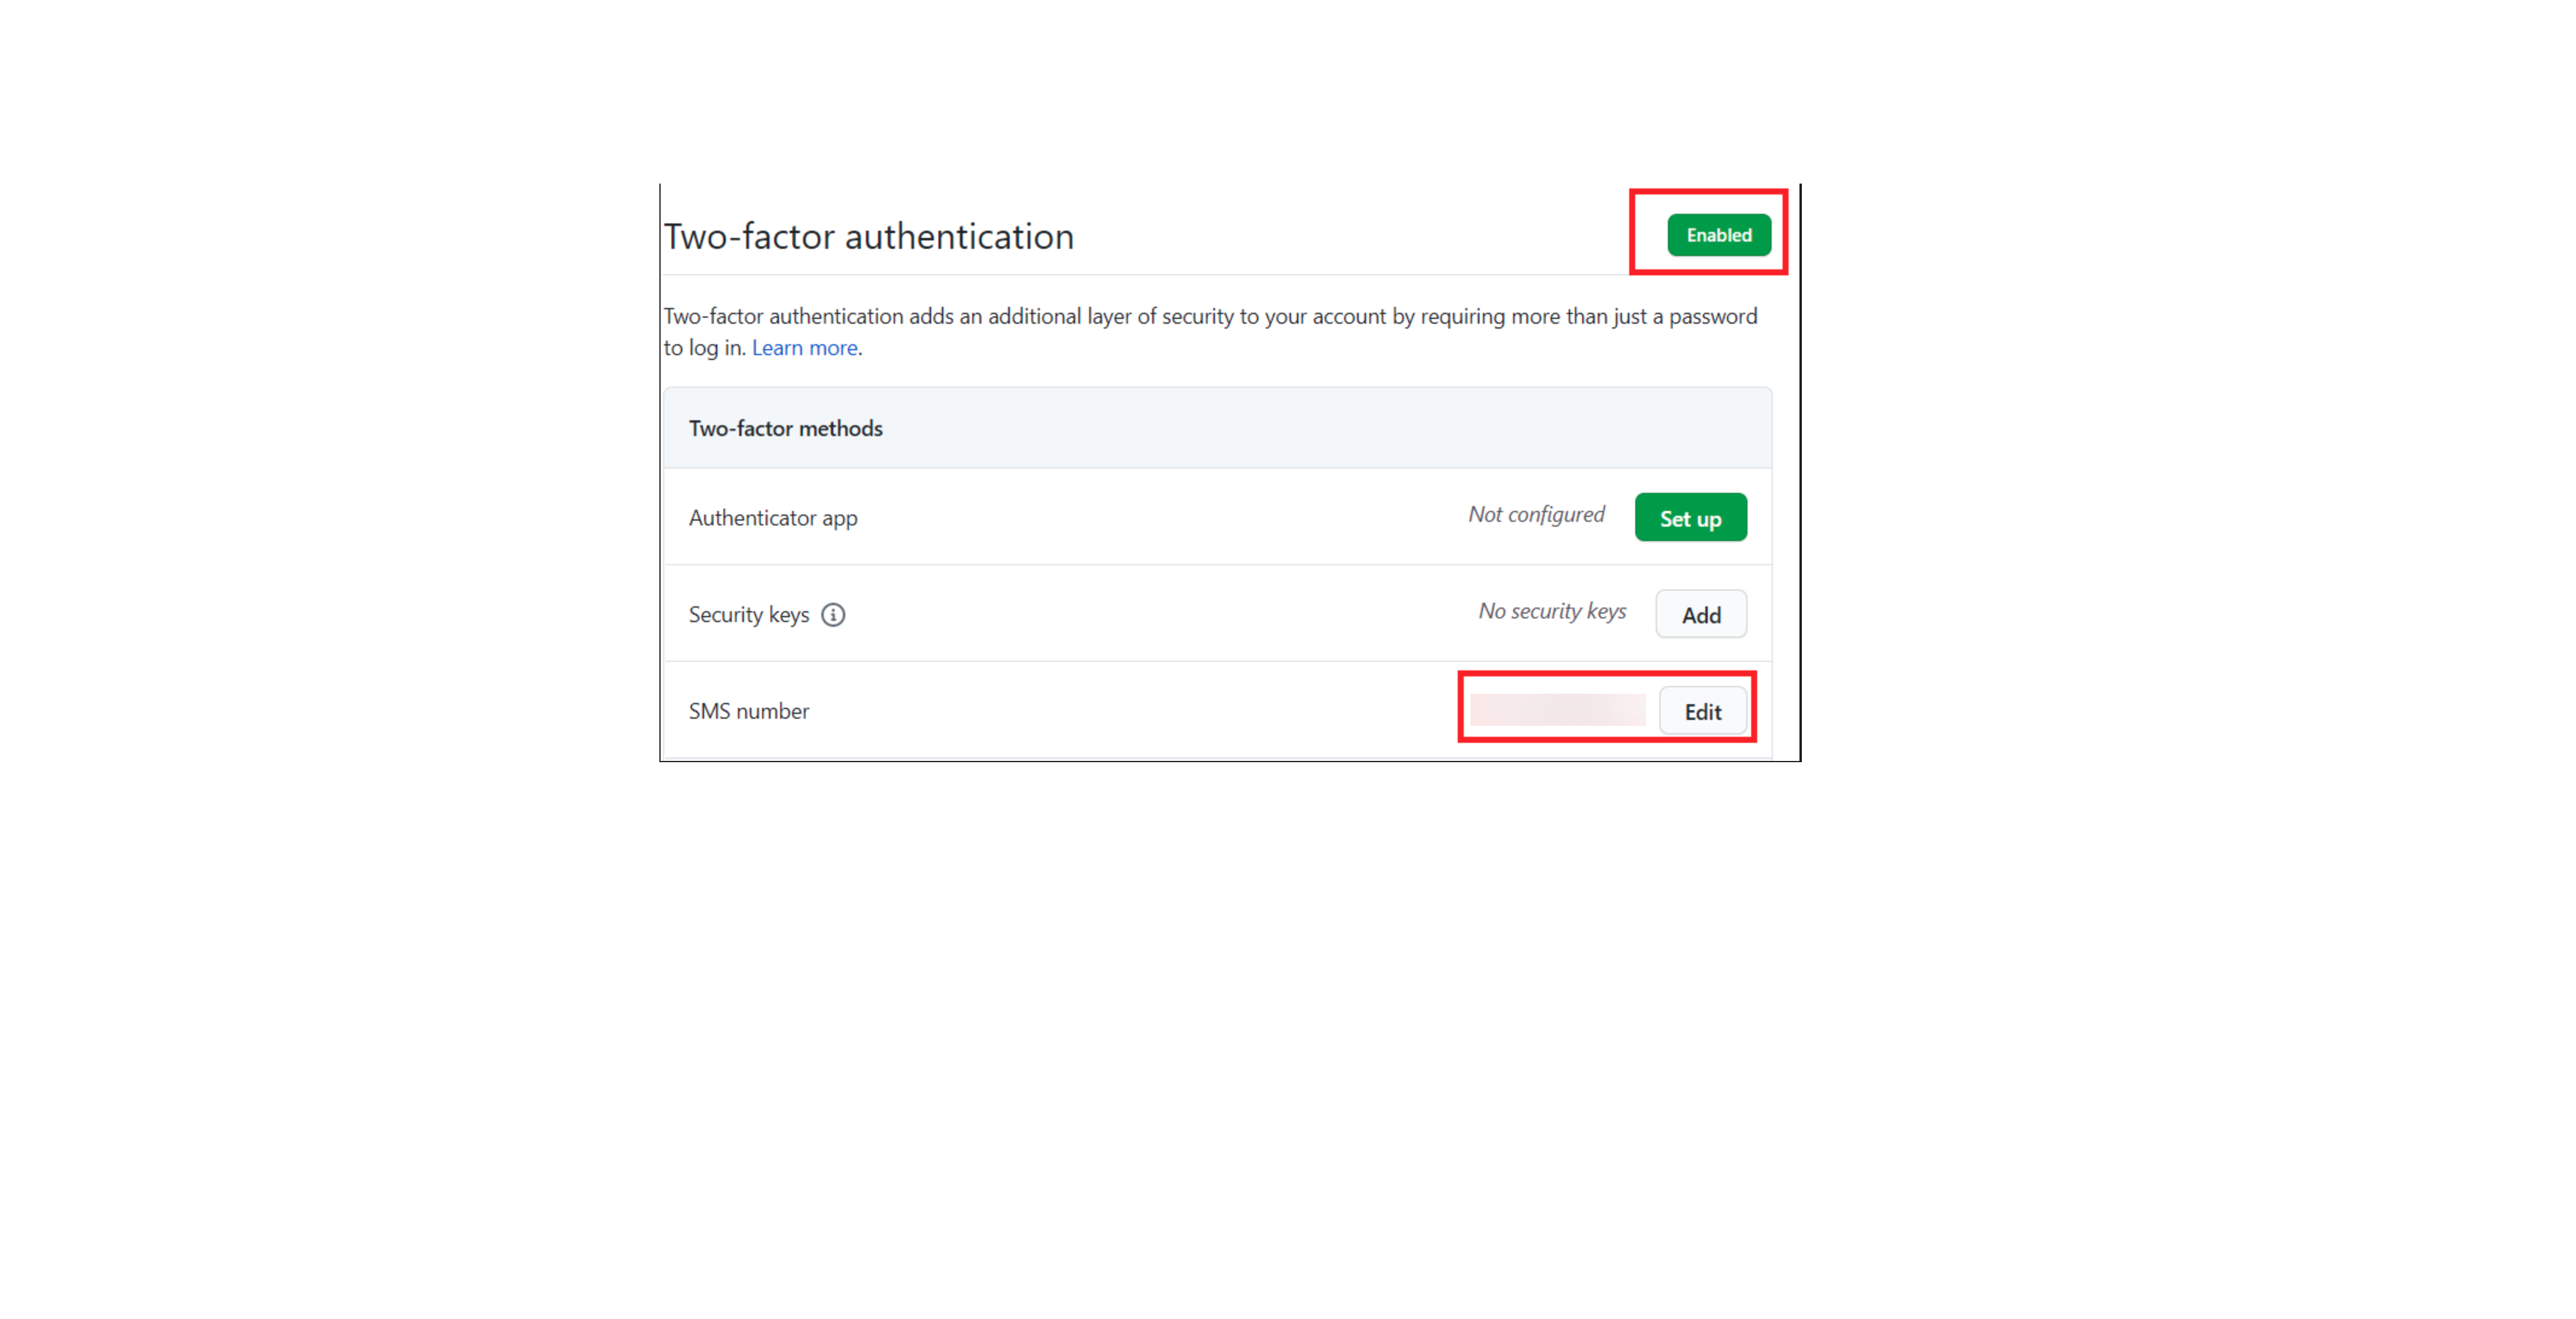 Two-factor authentication
Enabled
Two-factor authentication adds an additional layer of security to your account by requiring more than just a password
to log in. Learn more.
Two-factor methods
Authenticator app Not configured Set up
Security keys No security keys Add
SMS number Edit